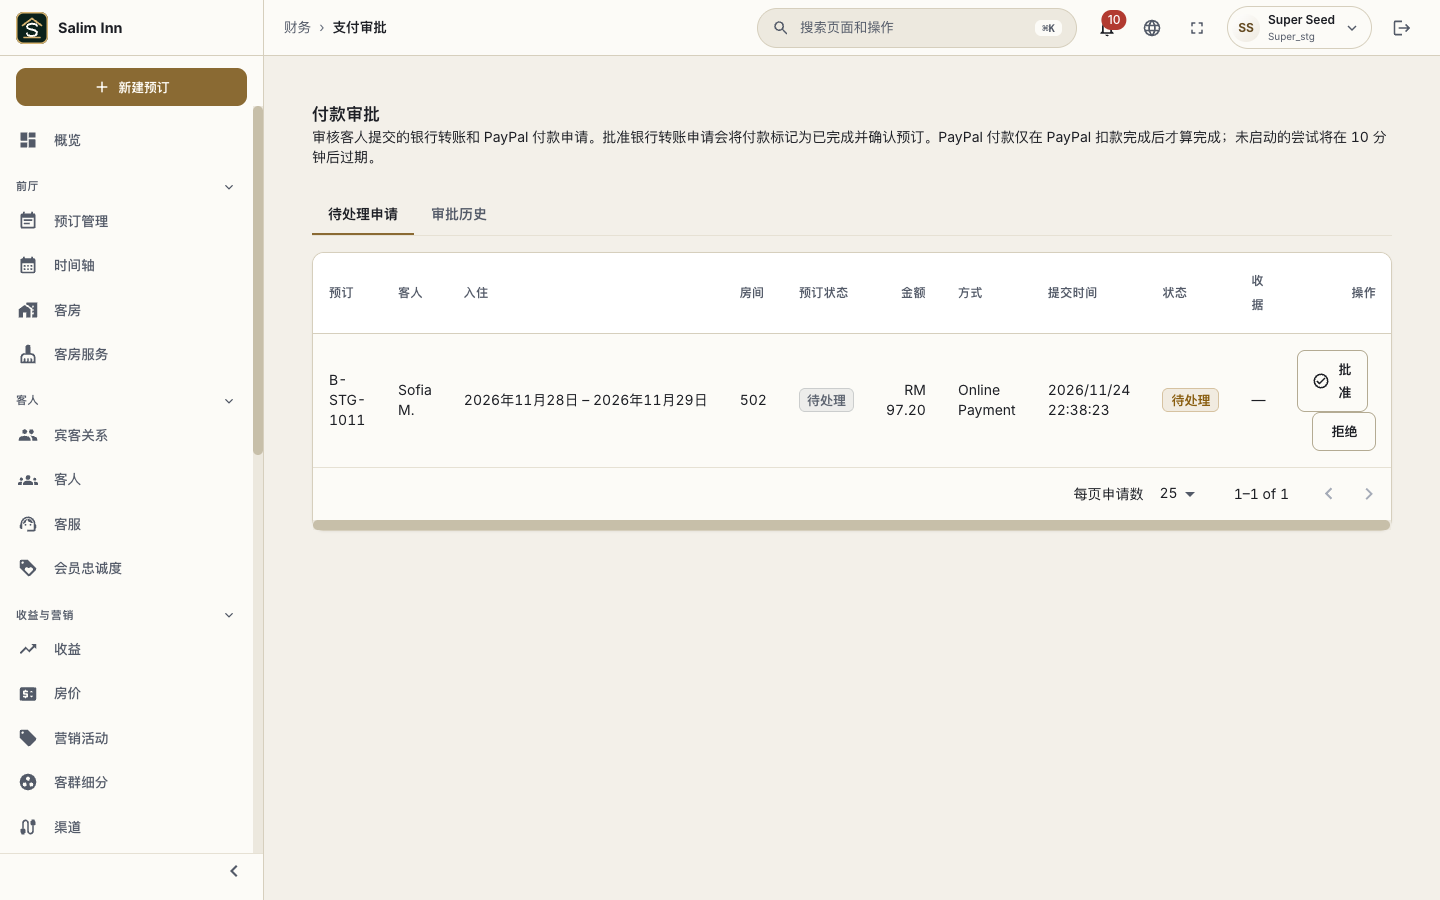 Salim Inn
财务 › 支付审批
搜索页面和操作
⌘K
10
SS
Super Seed
Super_stg
新建预订
概览
前厅
预订管理
时间轴
客房
客房服务
客人
宾客关系
客人
客服
会员忠诚度
收益与营销
收益
房价
营销活动
客群细分
渠道
付款审批
审核客人提交的银行转账和 PayPal 付款申请。批准银行转账申请会将付款标记为已完成并确认预订。PayPal 付款仅在 PayPal 扣款完成后才算完成；未启动的尝试将在 10 分
钟后过期。
待处理申请 审批历史
预订 客人 入住 房间 预订状态 金额 方式 提交时间 状态 收
据 操作
B-
STG-
1011
Sofia
M.
2026年11月28日 – 2026年11月29日
502
待处理
RM
97.20
Online
Payment
2026/11/24
22:38:23
待处理
—
批
准
拒绝
每页申请数 25 1–1 of 1